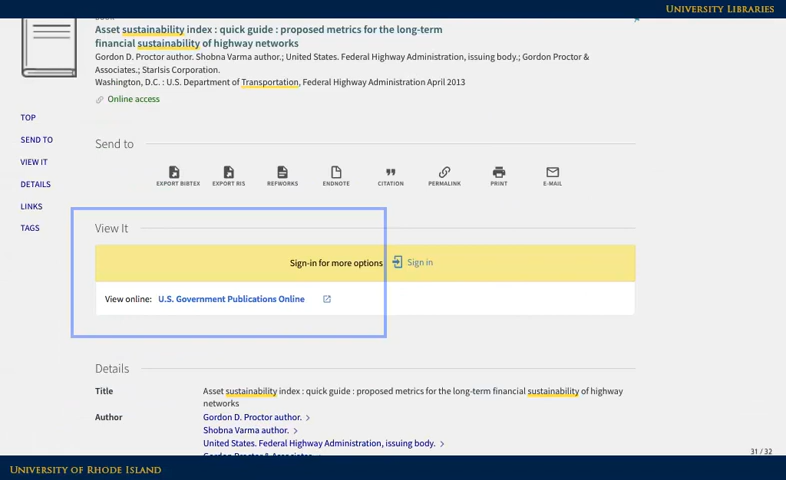 UNIVERSITY LIBRARIES
Asset sustainability index : quick guide : proposed metrics for the long-term
financial sustainability of highway networks
Gordon D. Proctor author. Shobna Varma author.; United States. Federal Highway Administration, issuing body.; Gordon Proctor &
Associates.; StarIsis Corporation.
Washington, D.C. : U.S. Department of Transportation, Federal Highway Administration April 2013
Online access
TOP
SEND TO
VIEW IT
DETAILS
LINKS
TAGS
Send to
EXPORT BIBTEX EXPORT RIS REFWORKS ENDNOTE CITATION PERMALINK PRINT E-MAIL
View It
Sign-in for more options Sign in
View online: U.S. Government Publications Online
Details
Title Asset sustainability index : quick guide : proposed metrics for the long-term financial sustainability of highway
networks
Author Gordon D. Proctor author.
Shobna Varma author.
United States. Federal Highway Administration, issuing body.
Gordon Proctor & Associates.
31 / 32
UNIVERSITY OF RHODE ISLAND